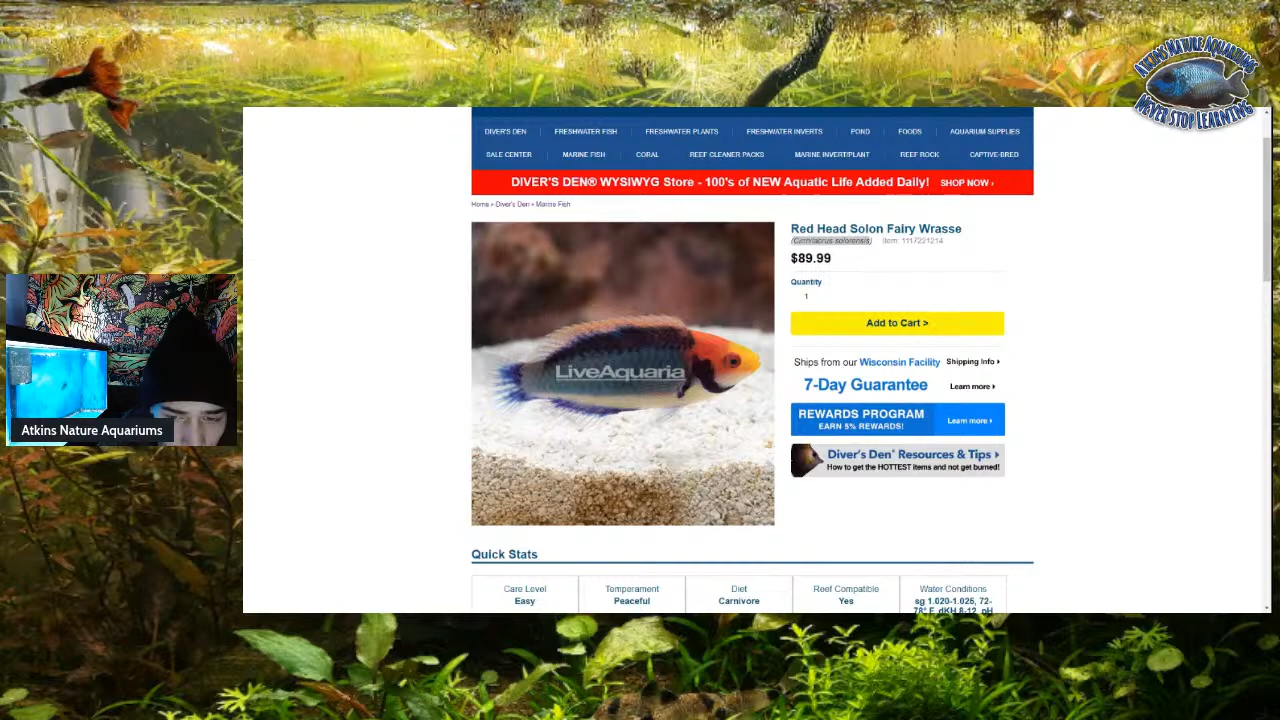 ATKINS NATURE AQUARIUMS
NEVER STOP LEARNING
DIVER'S DEN
FRESHWATER FISH
FRESHWATER PLANTS
FRESHWATER INVERTS
POND
FOODS
AQUARIUM SUPPLIES
SALE CENTER
MARINE FISH
CORAL
REEF CLEANER PACKS
MARINE INVERT/PLANT
REEF ROCK
CAPTIVE-BRED
DIVER'S DEN® WYSIWYG Store - 100's of NEW Aquatic Life Added Daily! SHOP NOW ›
Home » Diver's Den » Marine Fish
Red Head Solon Fairy Wrasse
(Cirrhilabrus solorensis) Item: 1117221214
$89.99
Quantity
1
Add to Cart >
Ships from our Wisconsin Facility Shipping Info
7-Day Guarantee Learn more
REWARDS PROGRAM
EARN 5% REWARDS!
Learn more
Diver's Den® Resources & Tips
How to get the HOTTEST items and not get burned!
LiveAquaria
Atkins Nature Aquariums
Quick Stats
Care Level
Easy
Temperament
Peaceful
Diet
Carnivore
Reef Compatible
Yes
Water Conditions
sg 1.020-1.025, 72-
78° F, dKH 8-12, pH